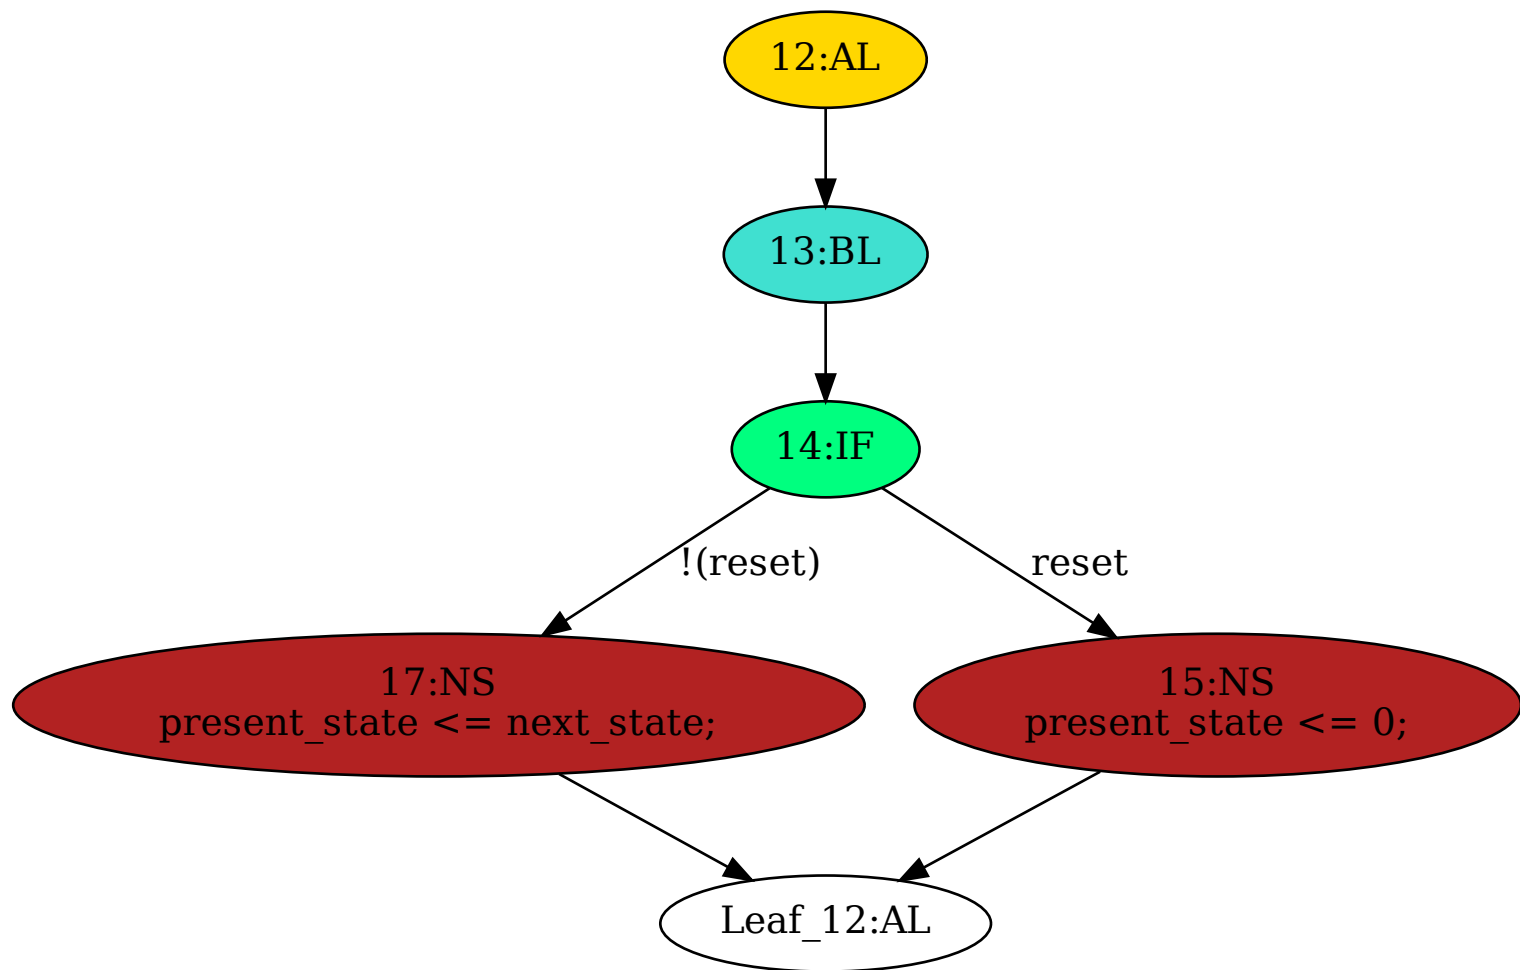 12:AL
13:BL
14:IF
!(reset)
reset
17:NS
present_state <= next_state;
15:NS
present_state <= 0;
Leaf_12:AL